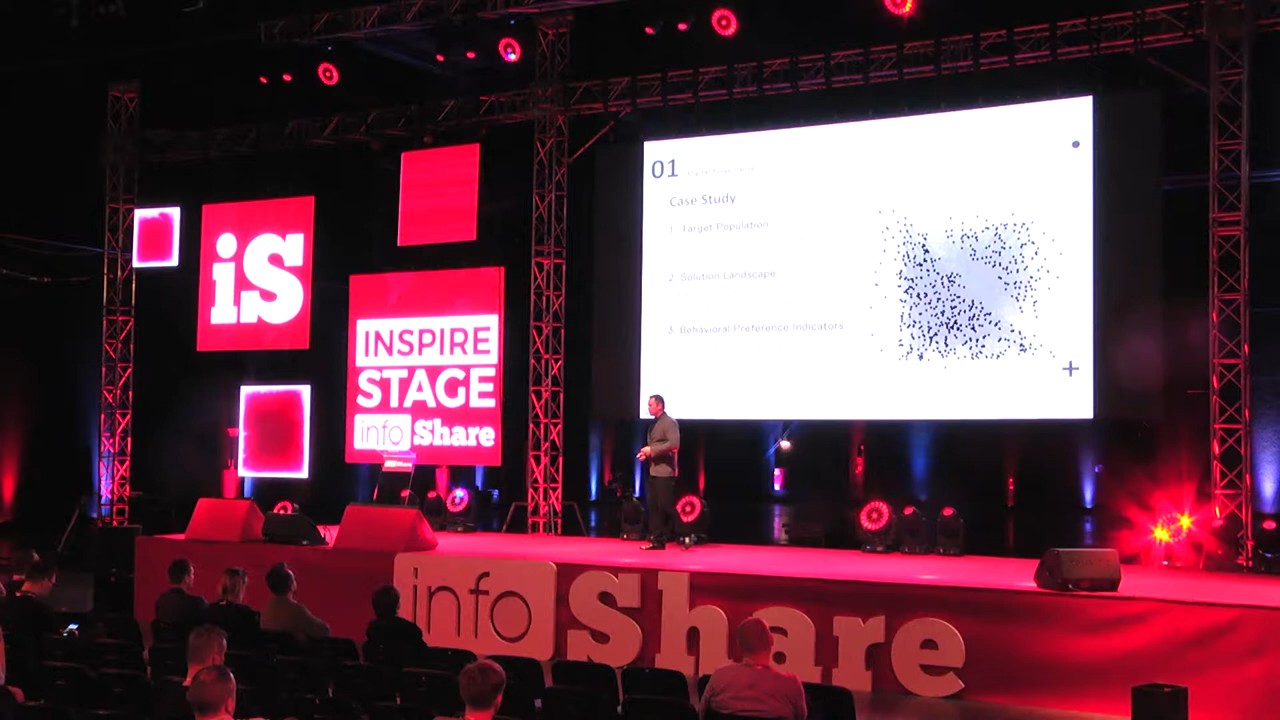 iS
INSPIRE
STAGE
info Share
01
Case Study
1. Target Population
2. Solution Landscape
3. Behavioral Preference Indicators
info Share